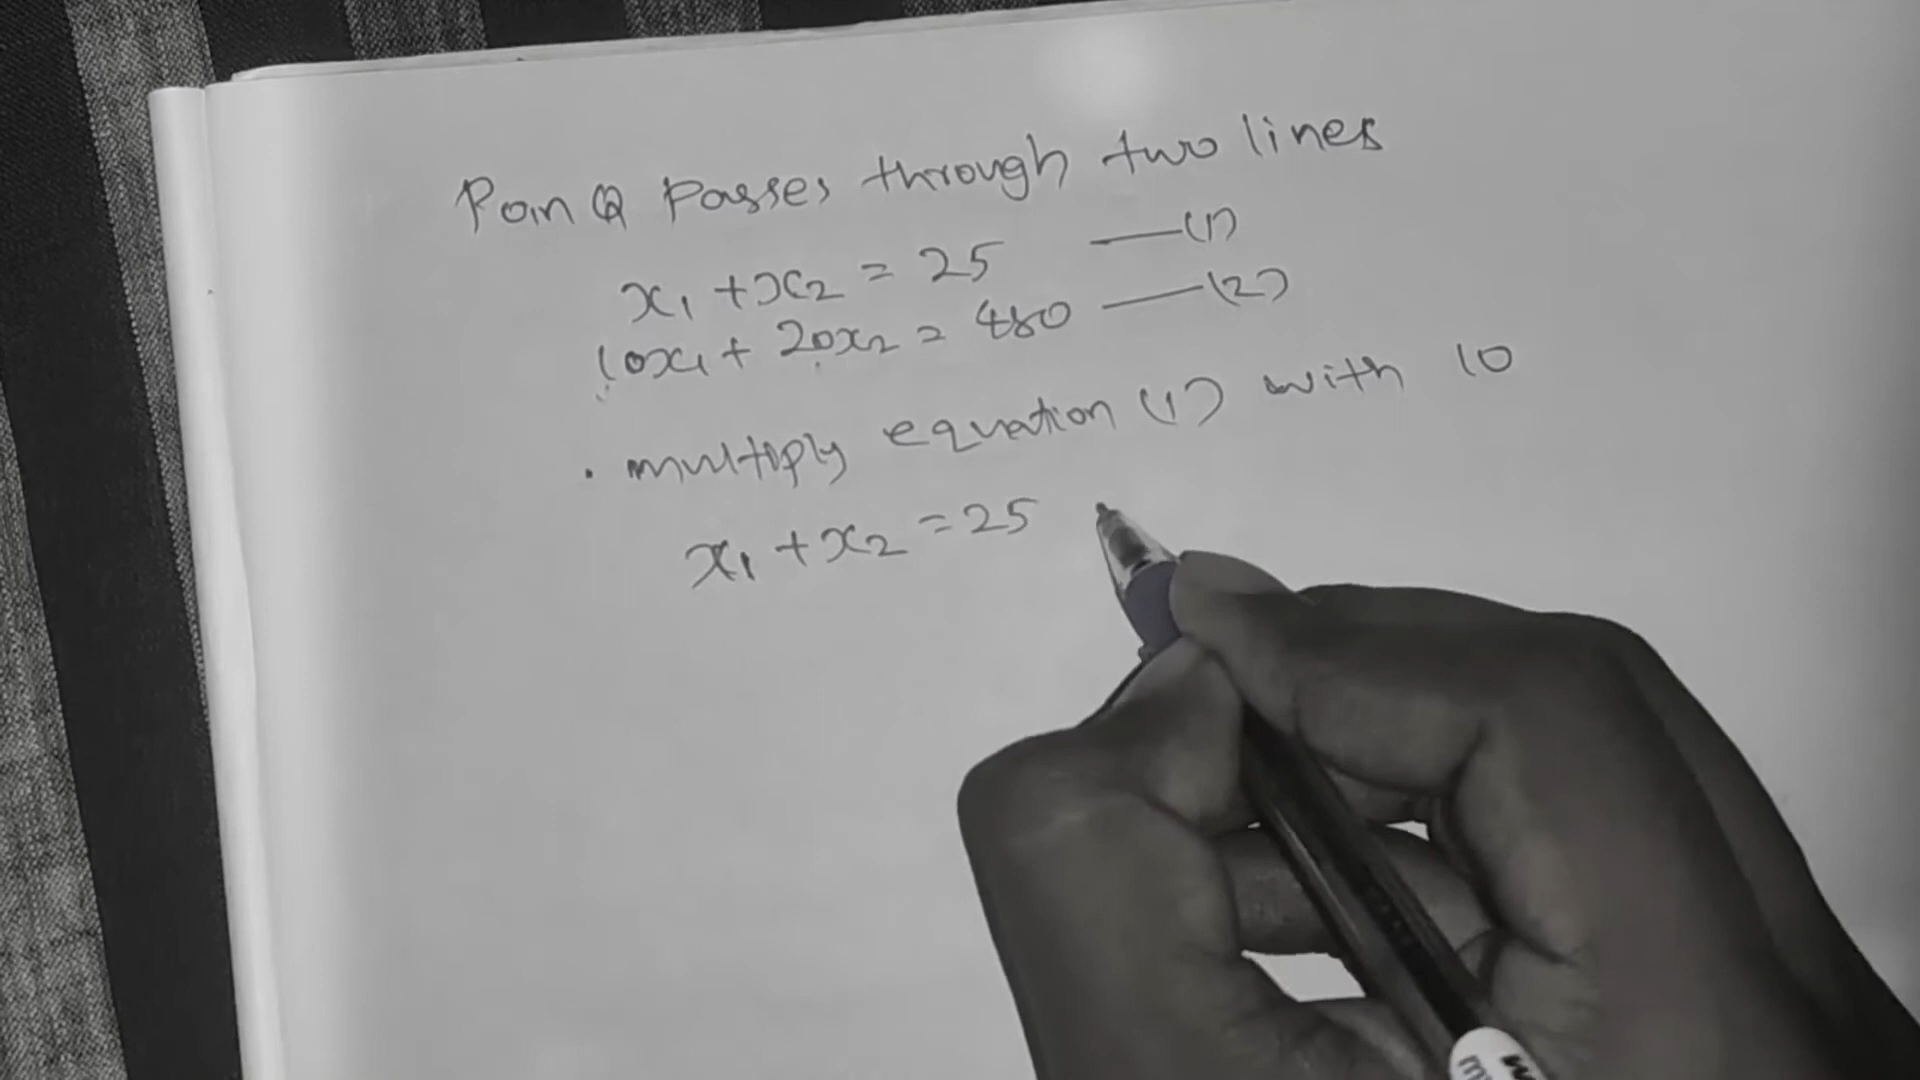 Poin Q passes through two lines
x₁ + x₂ = 25 —(1)
10x₁ + 20x₂ = 480 —(2)
• multiply equation (1) with 10
x₁ + x₂ = 25